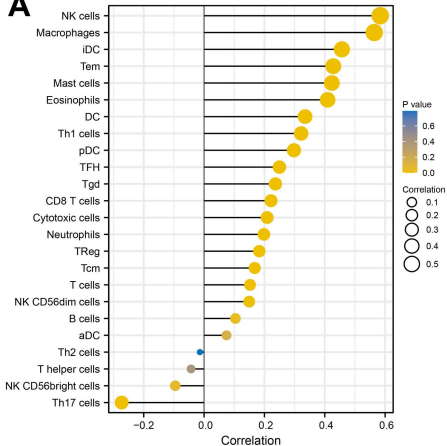 A
NK cells
Macrophages
iDC
Tem
Mast cells
Eosinophils
DC
Th1 cells
pDC
TFH
Tgd
CD8 T cells
Cytotoxic cells
Neutrophils
TReg
Tcm
T cells
NK CD56dim cells
B cells
aDC
Th2 cells
T helper cells
NK CD56bright cells
Th17 cells
−0.2 0.0 0.2 0.4 0.6
Correlation
P value
0.6
0.4
0.2
0.0
Correlation
0.1
0.2
0.3
0.4
0.5